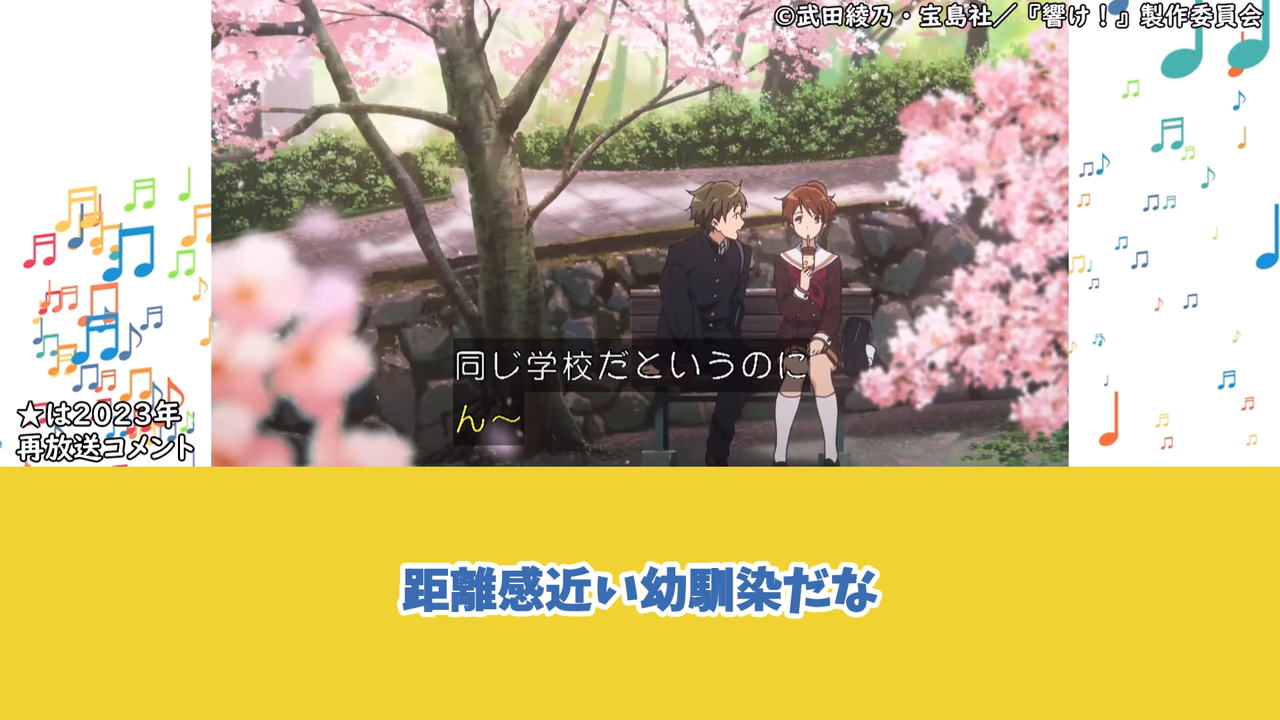 ©武田綾乃・宝島社／『響け！』製作委員会
同じ学校だというのに
ん～
★は2023年
再放送コメント
距離感近い幼馴染だな